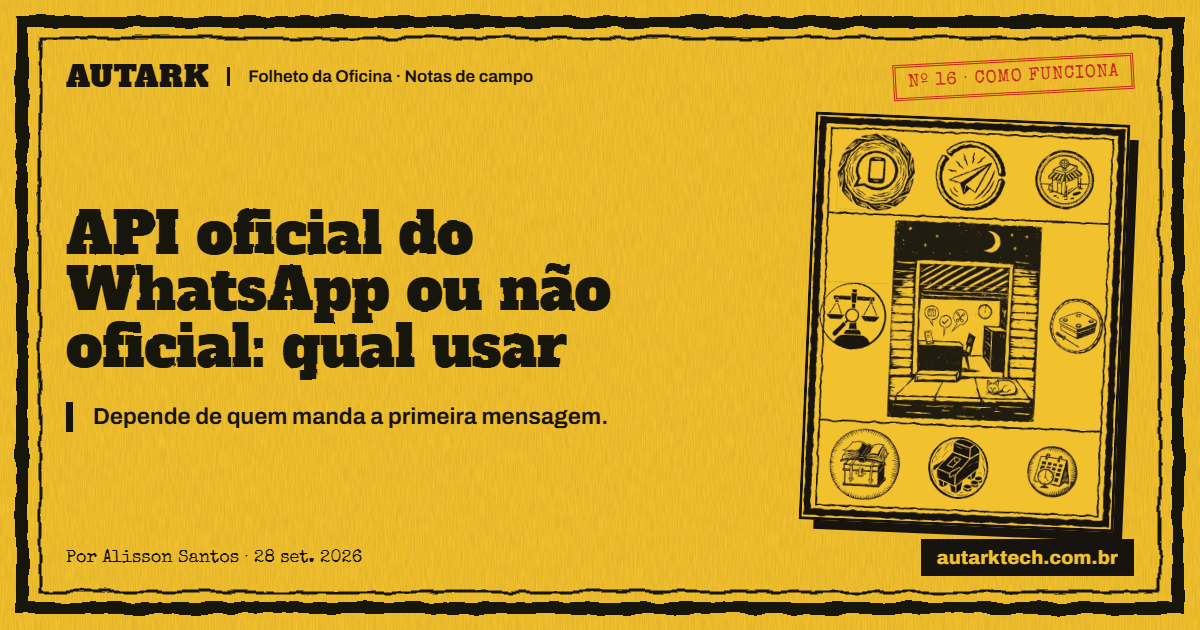 AUTARK
Folheto da Oficina · Notas de campo
Nº 16 · COMO FUNCIONA
API oficial do
WhatsApp ou não
oficial: qual usar
Depende de quem manda a primeira mensagem.
Por Alisson Santos · 28 set. 2026
autarktech.com.br